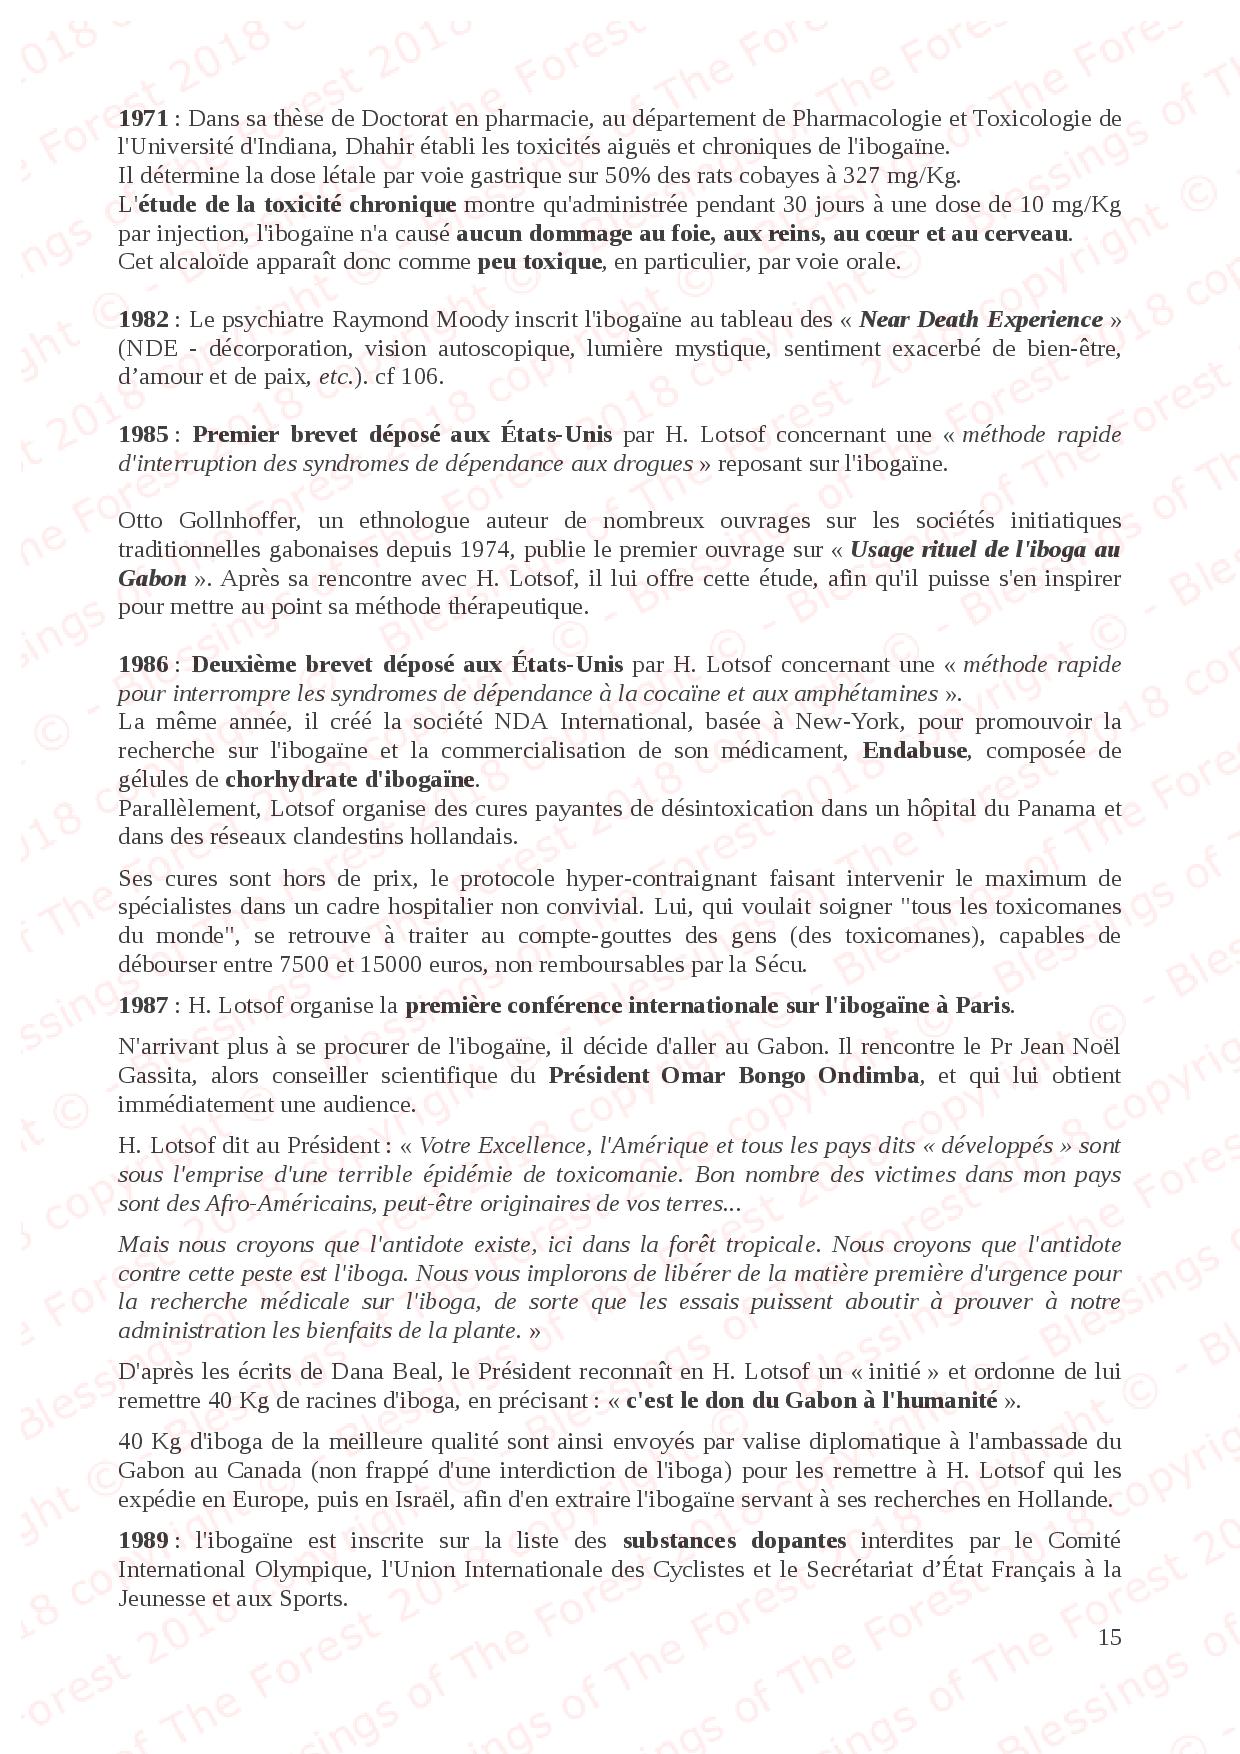 1971 : Dans sa thèse de Doctorat en pharmacie, au département de Pharmacologie et Toxicologie de
l'Université d'Indiana, Dhahir établi les toxicités aiguës et chroniques de l'ibogaïne.
Il détermine la dose létale par voie gastrique sur 50% des rats cobayes à 327 mg/Kg.
L'étude de la toxicité chronique montre qu'administrée pendant 30 jours à une dose de 10 mg/Kg
par injection, l'ibogaïne n'a causé aucun dommage au foie, aux reins, au cœur et au cerveau.
Cet alcaloïde apparaît donc comme peu toxique, en particulier, par voie orale.
1982 : Le psychiatre Raymond Moody inscrit l'ibogaïne au tableau des « Near Death Experience »
(NDE - décorporation, vision autoscopique, lumière mystique, sentiment exacerbé de bien-être,
d’amour et de paix, etc.). cf 106.
1985 : Premier brevet déposé aux États-Unis par H. Lotsof concernant une « méthode rapide
d'interruption des syndromes de dépendance aux drogues » reposant sur l'ibogaïne.
Otto Gollnhoffer, un ethnologue auteur de nombreux ouvrages sur les sociétés initiatiques
traditionnelles gabonaises depuis 1974, publie le premier ouvrage sur « Usage rituel de l'iboga au
Gabon ». Après sa rencontre avec H. Lotsof, il lui offre cette étude, afin qu'il puisse s'en inspirer
pour mettre au point sa méthode thérapeutique.
1986 : Deuxième brevet déposé aux États-Unis par H. Lotsof concernant une « méthode rapide
pour interrompre les syndromes de dépendance à la cocaïne et aux amphétamines ».
La même année, il créé la société NDA International, basée à New-York, pour promouvoir la
recherche sur l'ibogaïne et la commercialisation de son médicament, Endabuse, composée de
gélules de chorhydrate d'ibogaïne.
Parallèlement, Lotsof organise des cures payantes de désintoxication dans un hôpital du Panama et
dans des réseaux clandestins hollandais.
Ses cures sont hors de prix, le protocole hyper-contraignant faisant intervenir le maximum de
spécialistes dans un cadre hospitalier non convivial. Lui, qui voulait soigner "tous les toxicomanes
du monde", se retrouve à traiter au compte-gouttes des gens (des toxicomanes), capables de
débourser entre 7500 et 15000 euros, non remboursables par la Sécu.
1987 : H. Lotsof organise la première conférence internationale sur l'ibogaïne à Paris.
N'arrivant plus à se procurer de l'ibogaïne, il décide d'aller au Gabon. Il rencontre le Pr Jean Noël
Gassita, alors conseiller scientifique du Président Omar Bongo Ondimba, et qui lui obtient
immédiatement une audience.
H. Lotsof dit au Président : « Votre Excellence, l'Amérique et tous les pays dits « développés » sont
sous l'emprise d'une terrible épidémie de toxicomanie. Bon nombre des victimes dans mon pays
sont des Afro-Américains, peut-être originaires de vos terres...
Mais nous croyons que l'antidote existe, ici dans la forêt tropicale. Nous croyons que l'antidote
contre cette peste est l'iboga. Nous vous implorons de libérer de la matière première d'urgence pour
la recherche médicale sur l'iboga, de sorte que les essais puissent aboutir à prouver à notre
administration les bienfaits de la plante. »
D'après les écrits de Dana Beal, le Président reconnaît en H. Lotsof un « initié » et ordonne de lui
remettre 40 Kg de racines d'iboga, en précisant : « c'est le don du Gabon à l'humanité ».
40 Kg d'iboga de la meilleure qualité sont ainsi envoyés par valise diplomatique à l'ambassade du
Gabon au Canada (non frappé d'une interdiction de l'iboga) pour les remettre à H. Lotsof qui les
expédie en Europe, puis en Israël, afin d'en extraire l'ibogaïne servant à ses recherches en Hollande.
1989 : l'ibogaïne est inscrite sur la liste des substances dopantes interdites par le Comité
International Olympique, l'Union Internationale des Cyclistes et le Secrétariat d’État Français à la
Jeunesse et aux Sports.
15